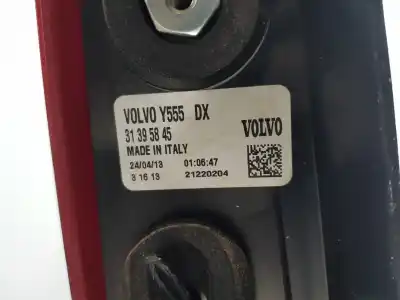 VOLVO Y555 DX
31 39 58 45
VOLVO
MADE IN ITALY
24/04/13 01:06:47
3 16 13 21220204